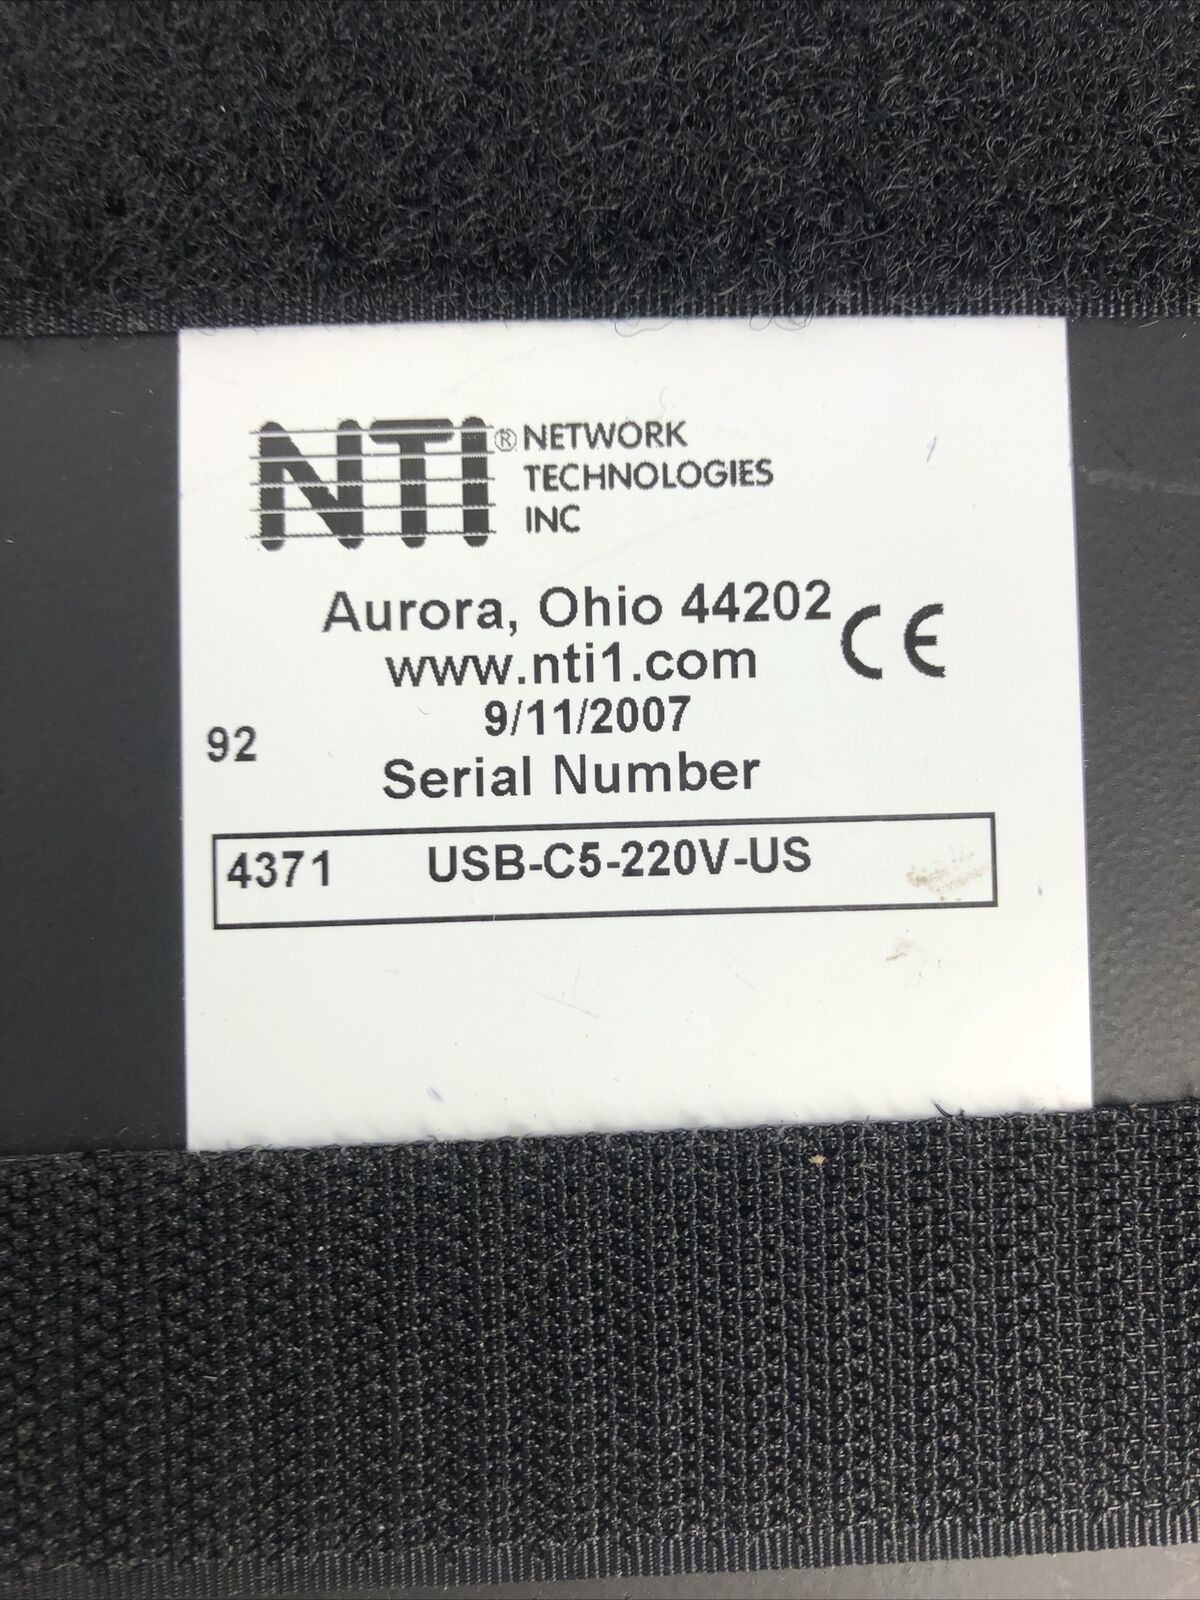 NTI® NETWORK
TECHNOLOGIES
INC
Aurora, Ohio 44202
CE
www.nti1.com
9/11/2007
92
Serial Number
4371 USB-C5-220V-US